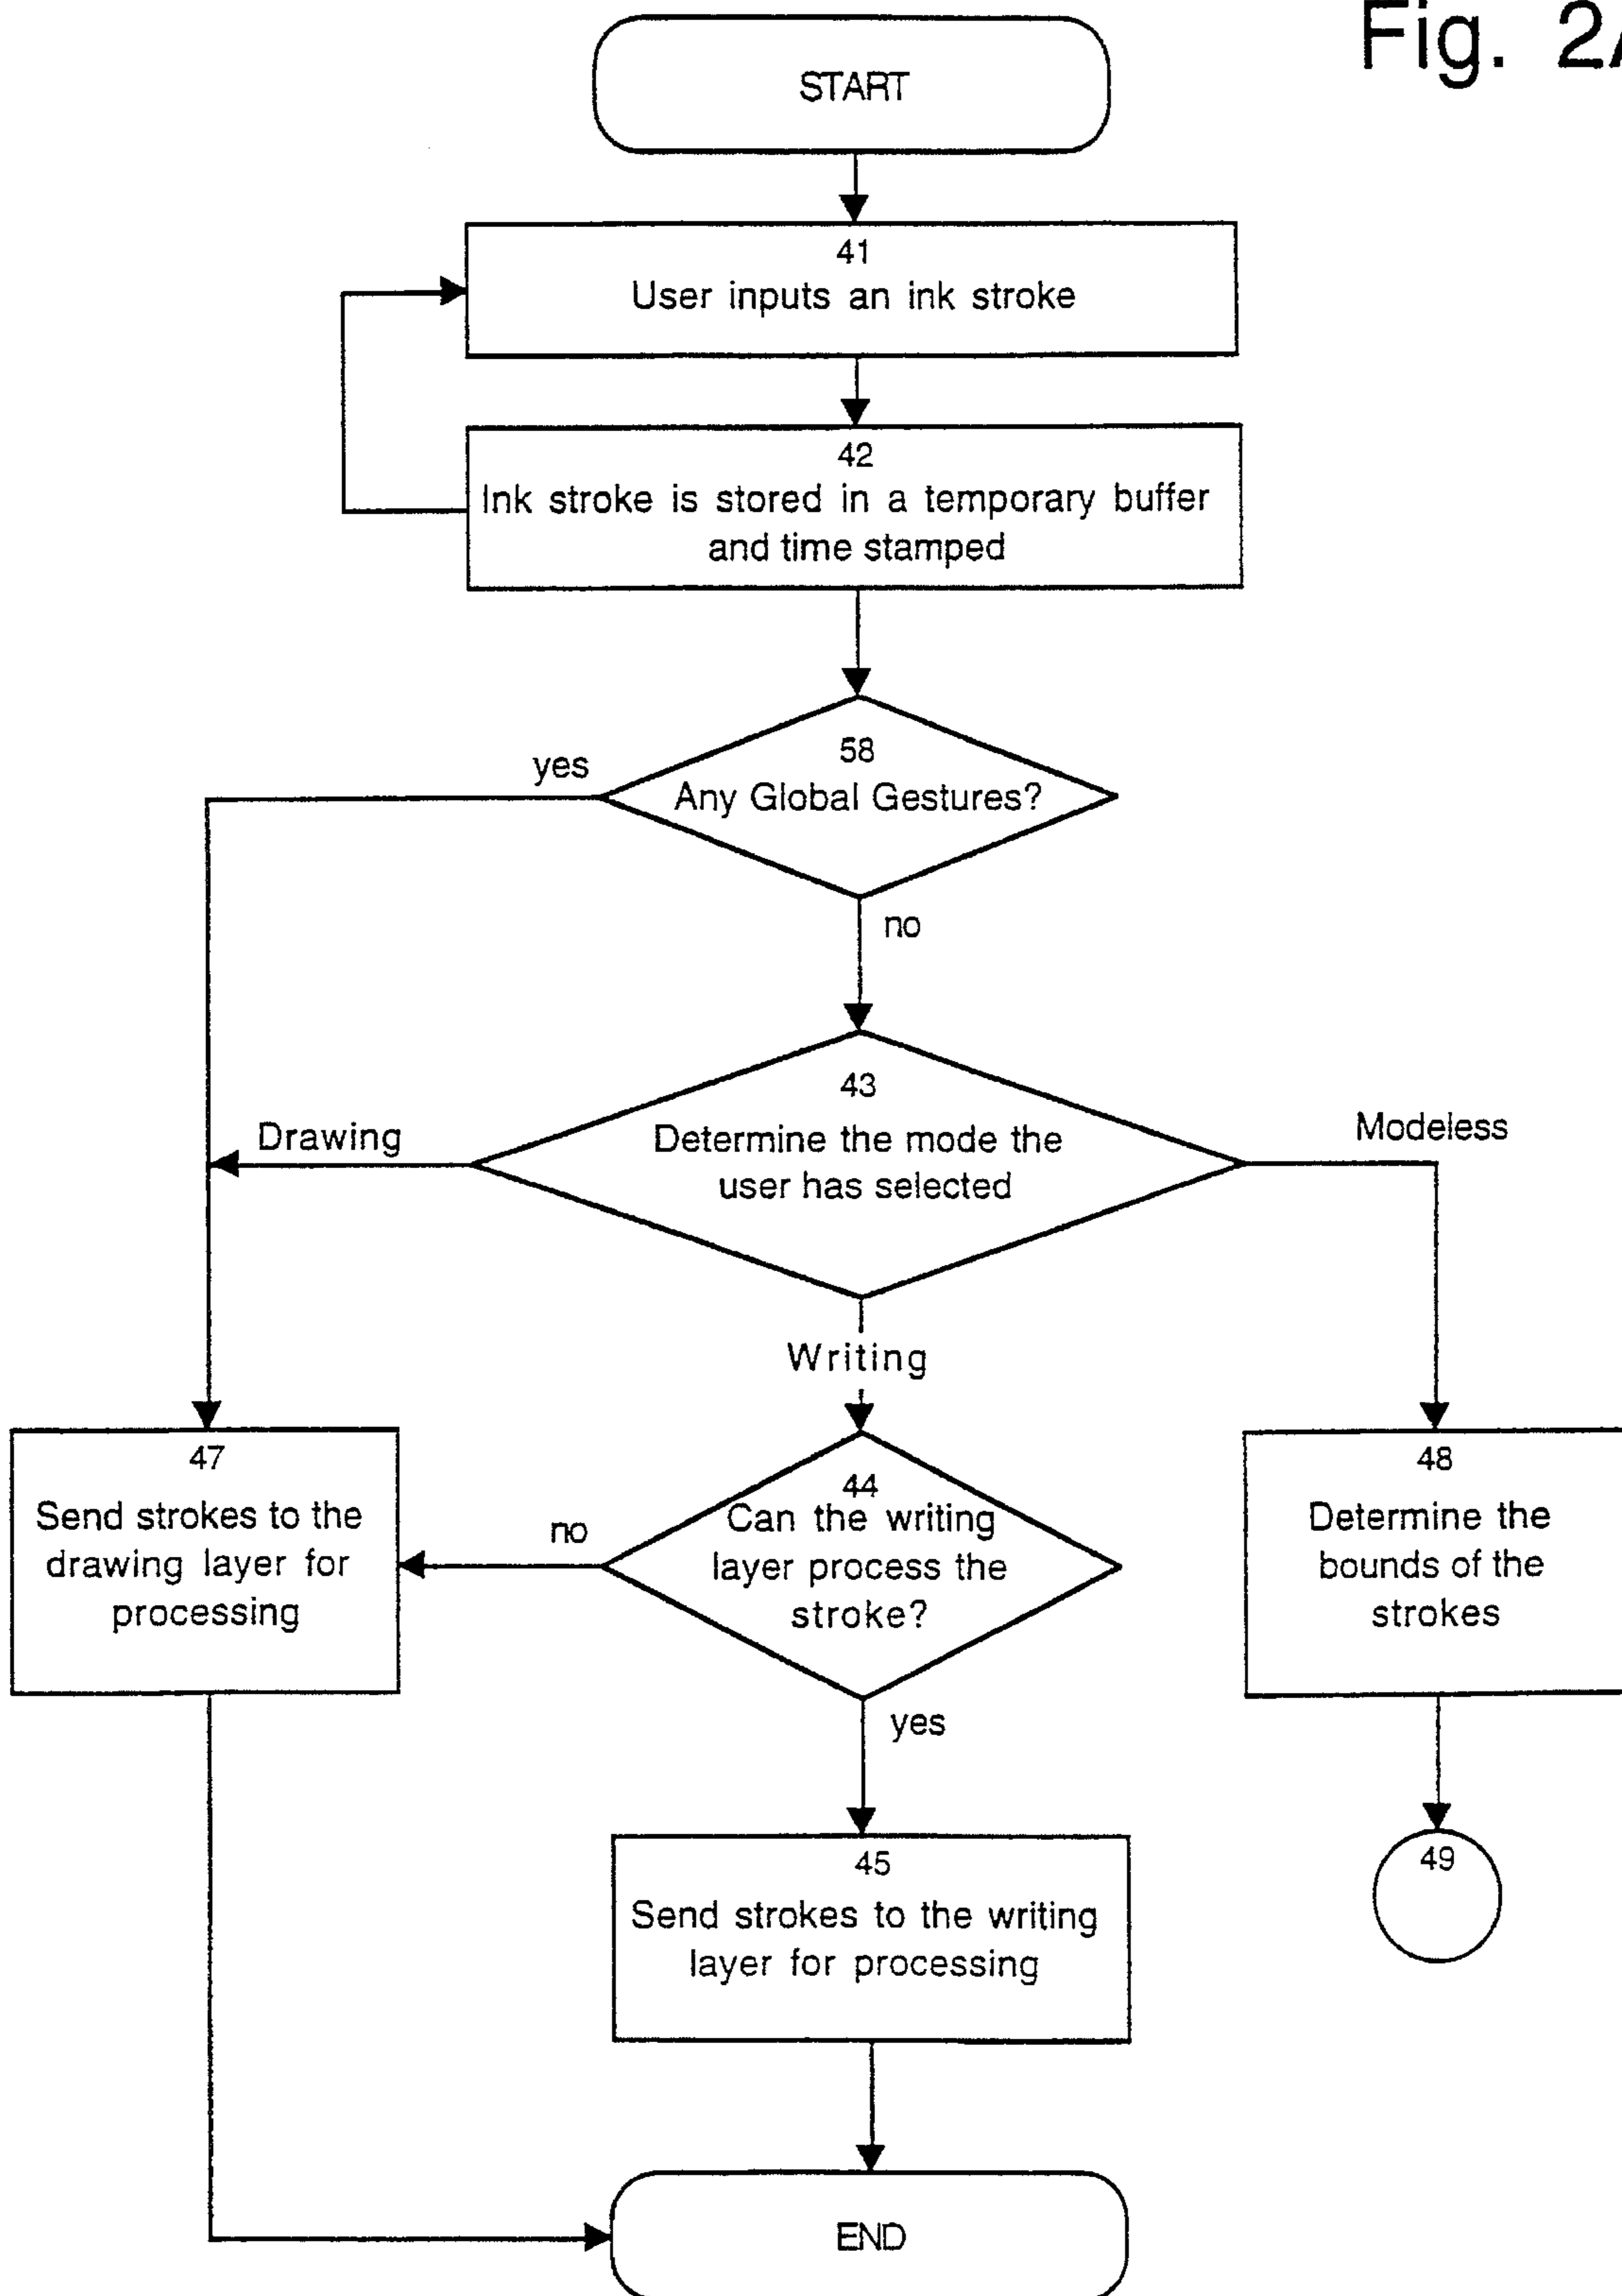 Fig. 2A
START
41
User inputs an ink stroke
42
Ink stroke is stored in a temporary buffer
and time stamped
58
Any Global Gestures?
yes
no
43
Determine the mode the
user has selected
Drawing
Modeless
Writing
47
Send strokes to the
drawing layer for
processing
no
44
Can the writing
layer process the
stroke?
48
Determine the
bounds of the
strokes
yes
45
Send strokes to the writing
layer for processing
49
END